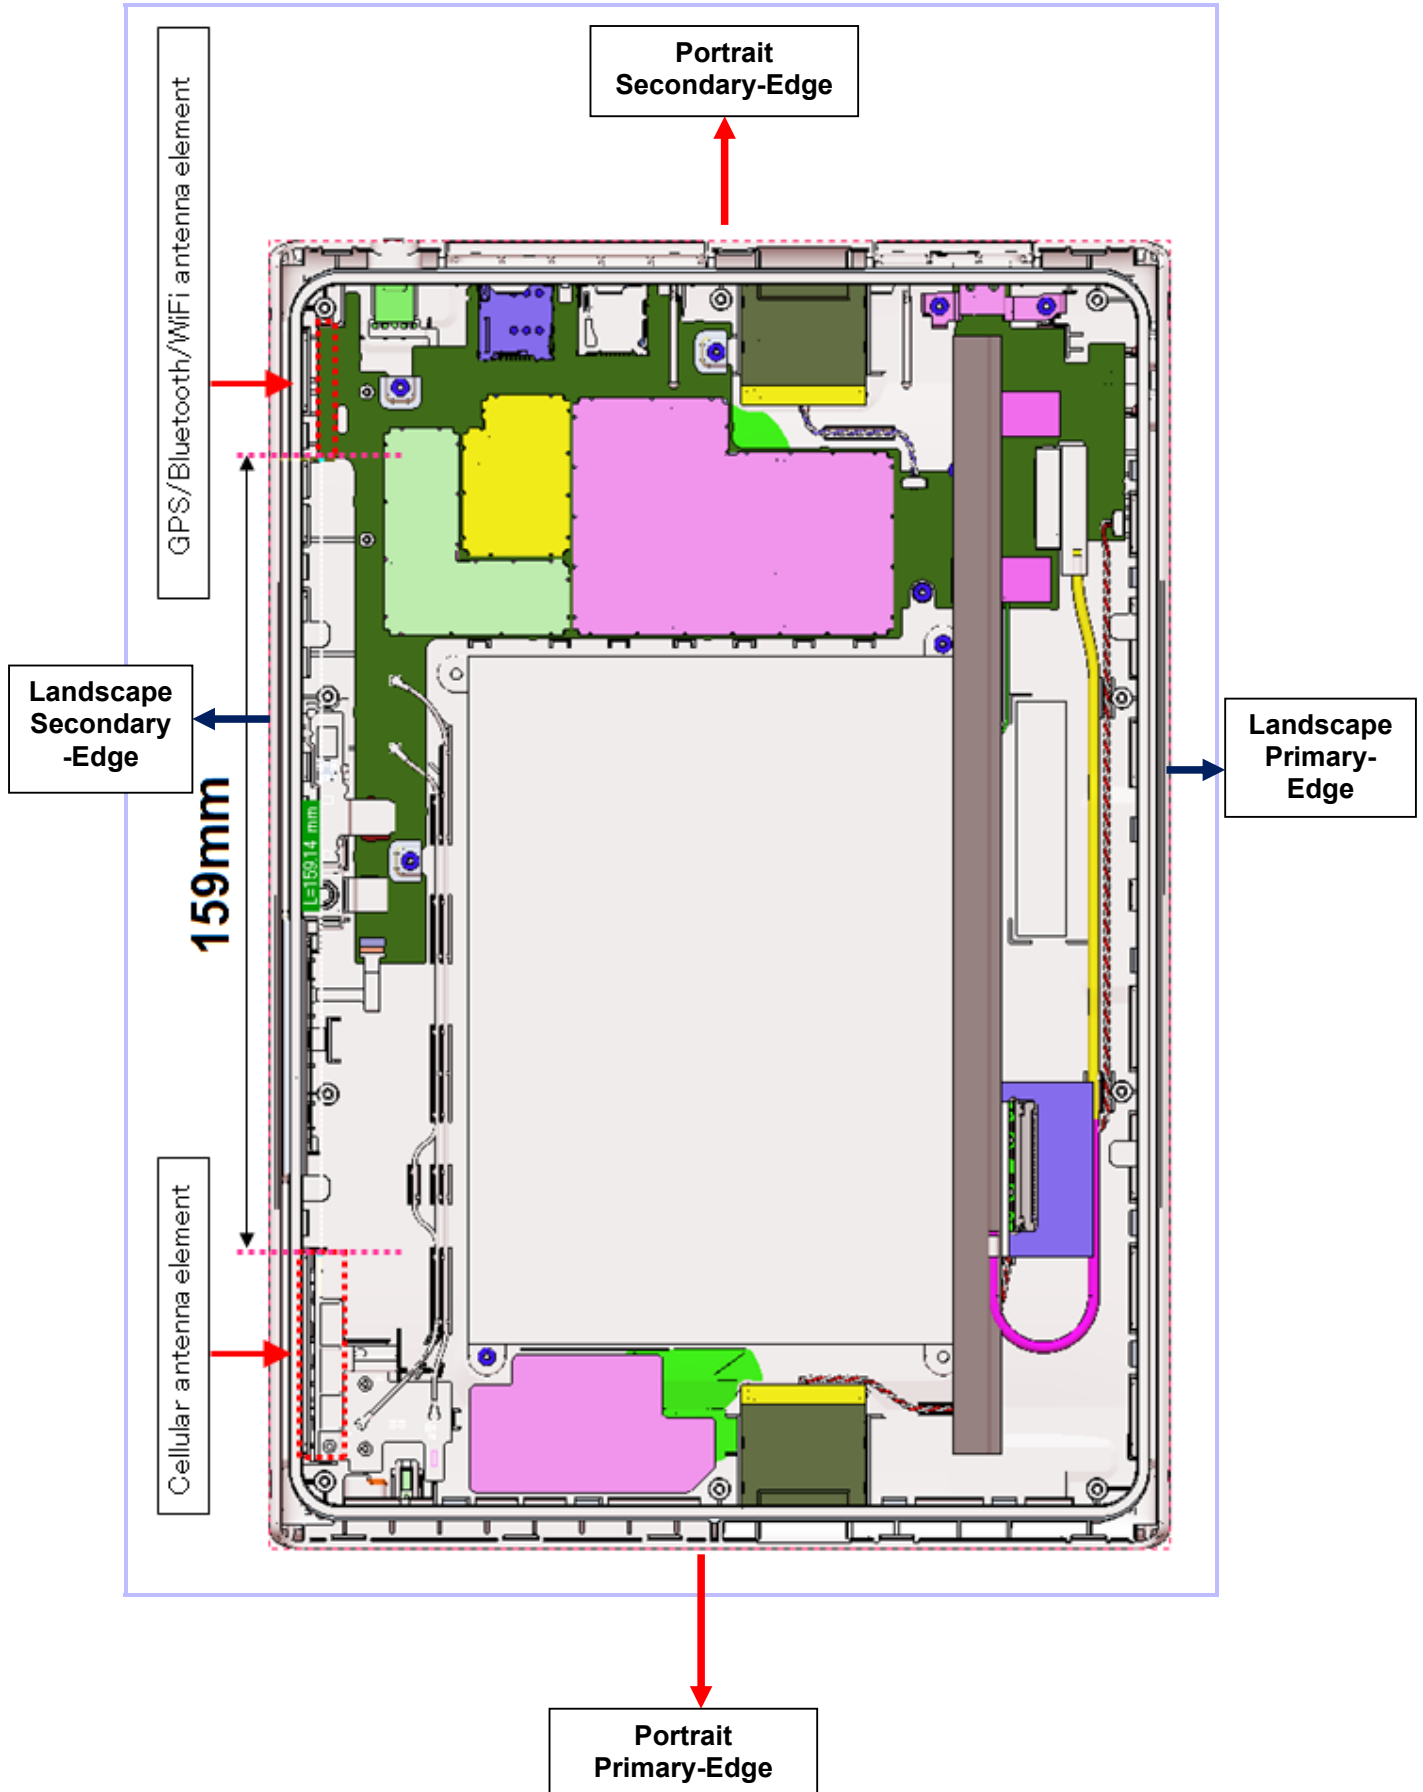 Portrait
Secondary-Edge
GPS/Bluetooth/WiFi antenna element
Landscape
Secondary
-Edge
Landscape
Primary-
Edge
159mm
L=159.14 mm
Cellular antenna element
Portrait
Primary-Edge